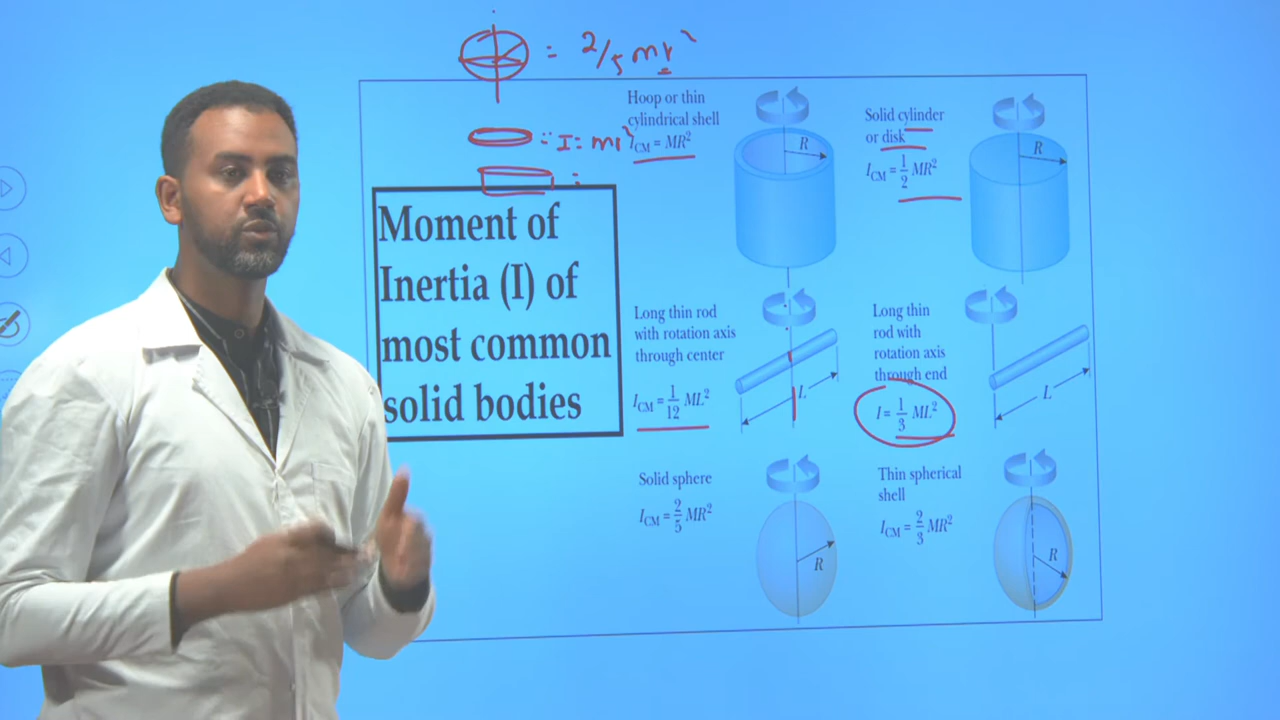 = 2/5 mr²
∵ I = mr²
=
Hoop or thin
cylindrical shell
I_CM = MR²
R
Solid cylinder
or disk
I_CM = 1/2 MR²
R
Moment of
Inertia (I) of
most common
solid bodies
Long thin rod
with rotation axis
through center
I_CM = 1/12 ML²
L
Long thin
rod with
rotation axis
through end
I = 1/3 ML²
L
Solid sphere
I_CM = 2/5 MR²
R
Thin spherical
shell
I_CM = 2/3 MR²
R